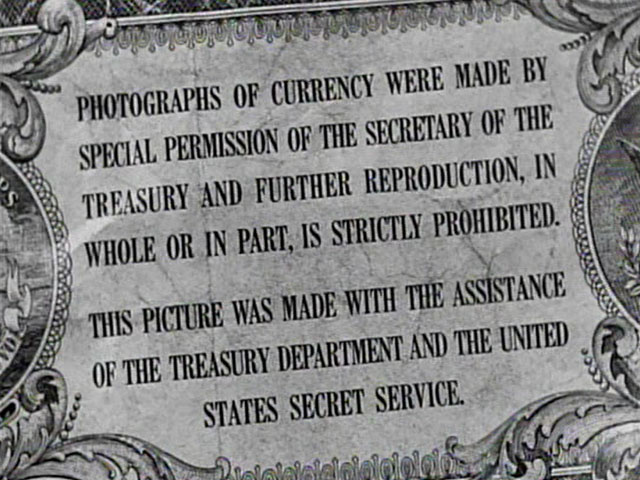 PHOTOGRAPHS OF CURRENCY WERE MADE BY
SPECIAL PERMISSION OF THE SECRETARY OF THE
TREASURY AND FURTHER REPRODUCTION, IN
WHOLE OR IN PART, IS STRICTLY PROHIBITED.
THIS PICTURE WAS MADE WITH THE ASSISTANCE
OF THE TREASURY DEPARTMENT AND THE UNITED
STATES SECRET SERVICE.